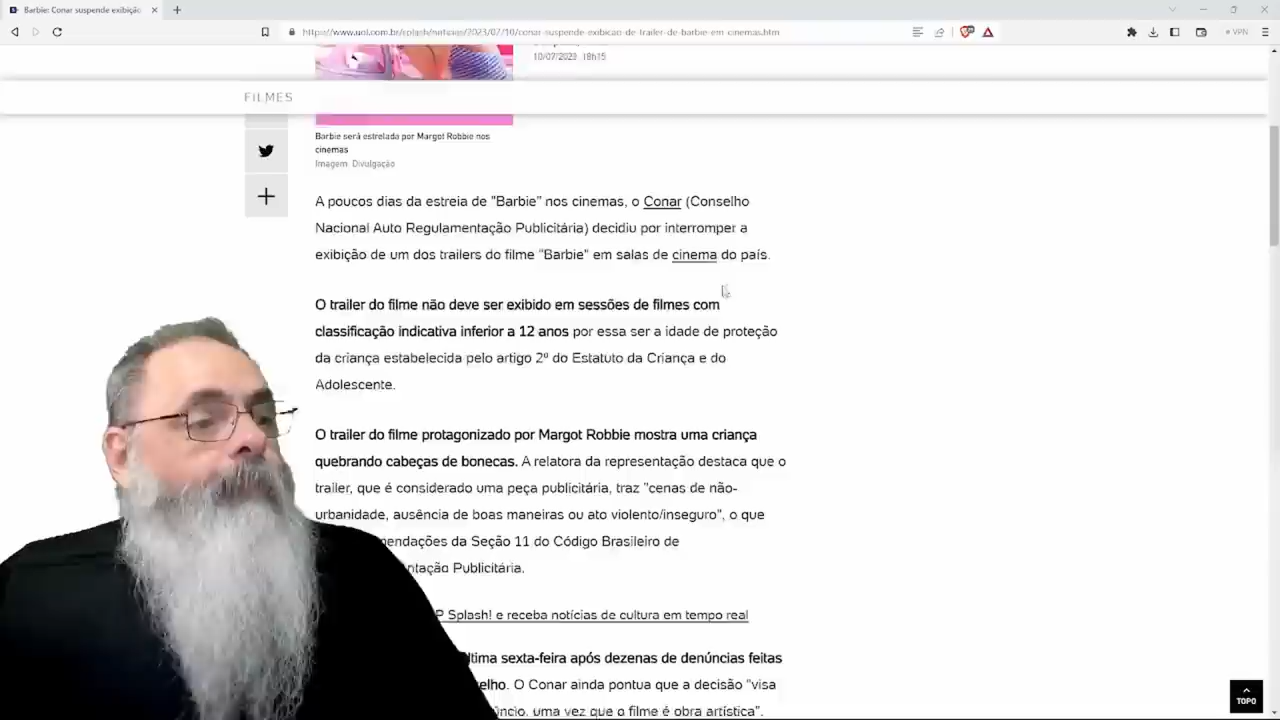 Barbie: Conar suspende exibição
https://www.uol.com.br/splash/noticias/2023/07/10/conar-suspende-exibicao-de-trailer-de-barbie-em-cinemas.htm
VPN
10/07/2023 18h15
FILMES
Barbie será estrelada por Margot Robbie nos
cinemas
Imagem: Divulgação
A poucos dias da estreia de "Barbie" nos cinemas, o Conar (Conselho
Nacional Auto Regulamentação Publicitária) decidiu por interromper a
exibição de um dos trailers do filme "Barbie" em salas de cinema do país.
O trailer do filme não deve ser exibido em sessões de filmes com
classificação indicativa inferior a 12 anos por essa ser a idade de proteção
da criança estabelecida pelo artigo 2º do Estatuto da Criança e do
Adolescente.
O trailer do filme protagonizado por Margot Robbie mostra uma criança
quebrando cabeças de bonecas. A relatora da representação destaca que o
trailer, que é considerado uma peça publicitária, traz "cenas de não-
urbanidade, ausência de boas maneiras ou ato violento/inseguro", o que
mendações da Seção 11 do Código Brasileiro de
ntação Publicitária.
P Splash! e receba notícias de cultura em tempo real
ltima sexta-feira após dezenas de denúncias feitas
elho. O Conar ainda pontua que a decisão "visa
ncio, uma vez que o filme é obra artística".
TOPO